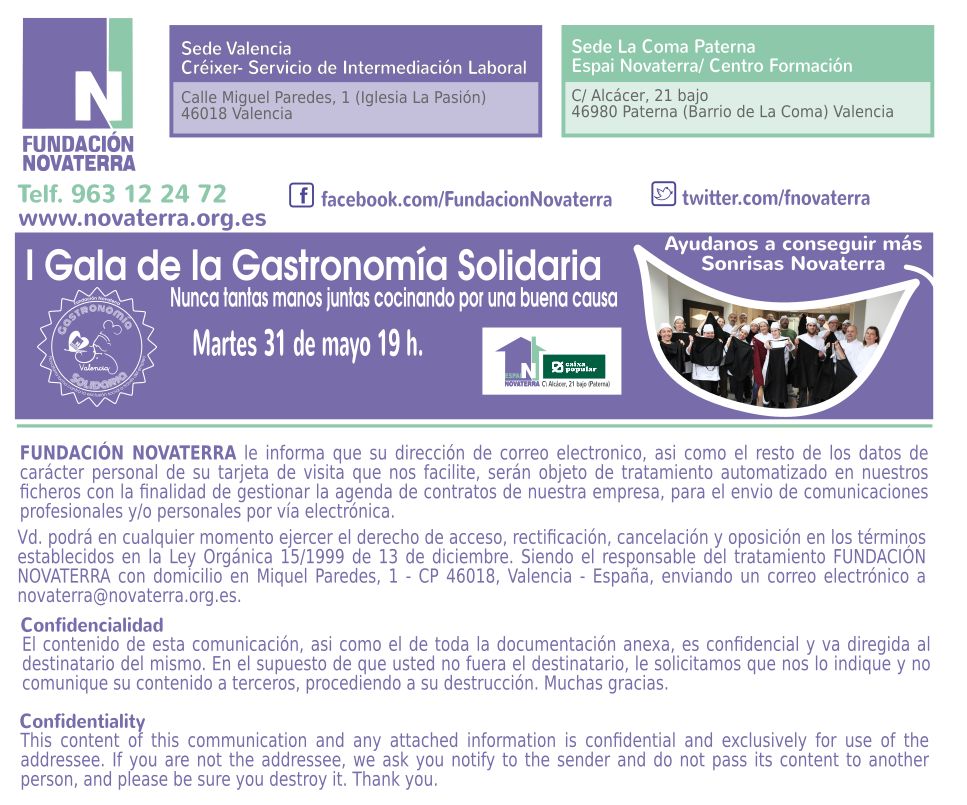 N
FUNDACIÓN
NOVATERRA
Sede Valencia
Créixer- Servicio de Intermediación Laboral
Calle Miguel Paredes, 1 (Iglesia La Pasión)
46018 Valencia
Sede La Coma Paterna
Espai Novaterra/ Centro Formación
C/ Alcácer, 21 bajo
46980 Paterna (Barrio de La Coma) Valencia
Telf. 963 12 24 72
www.novaterra.org.es
facebook.com/FundacionNovaterra
twitter.com/fnovaterra
I Gala de la Gastronomía Solidaria
Nunca tantas manos juntas cocinando por una buena causa
Martes 31 de mayo 19 h.
Fundación Novaterra
GASTRONOMÍA
Valencia
SOLIDARIO
ESPAI
N
NOVATERRA
caixa
popular
C\ Alcácer, 21 bajo (Paterna)
Ayudanos a conseguir más
Sonrisas Novaterra
FUNDACIÓN NOVATERRA le informa que su dirección de correo electronico, asi como el resto de los datos de
carácter personal de su tarjeta de visita que nos facilite, serán objeto de tratamiento automatizado en nuestros
ficheros con la finalidad de gestionar la agenda de contratos de nuestra empresa, para el envio de comunicaciones
profesionales y/o personales por vía electrónica.
Vd. podrá en cualquier momento ejercer el derecho de acceso, rectificación, cancelación y oposición en los términos
establecidos en la Ley Orgánica 15/1999 de 13 de diciembre. Siendo el responsable del tratamiento FUNDACIÓN
NOVATERRA con domicilio en Miquel Paredes, 1 - CP 46018, Valencia - España, enviando un correo electrónico a
novaterra@novaterra.org.es.
Confidencialidad
El contenido de esta comunicación, asi como el de toda la documentación anexa, es confidencial y va diregida al
destinatario del mismo. En el supuesto de que usted no fuera el destinatario, le solicitamos que nos lo indique y no
comunique su contenido a terceros, procediendo a su destrucción. Muchas gracias.
Confidentiality
This content of this communication and any attached information is confidential and exclusively for use of the
addressee. If you are not the addressee, we ask you notify to the sender and do not pass its content to another
person, and please be sure you destroy it. Thank you.